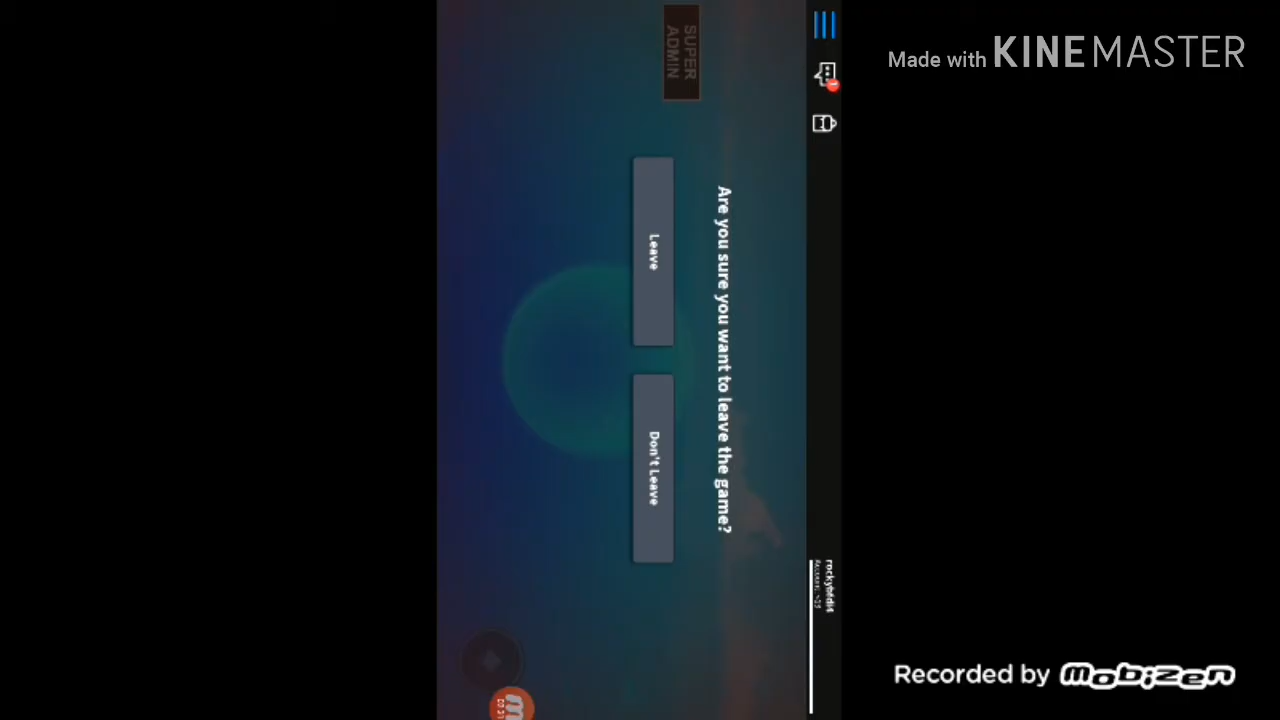 Made with KINEMASTER
SUPER
ADMIN
Are you sure you want to leave the game?
Leave
Don't Leave
Recorded by mobizen